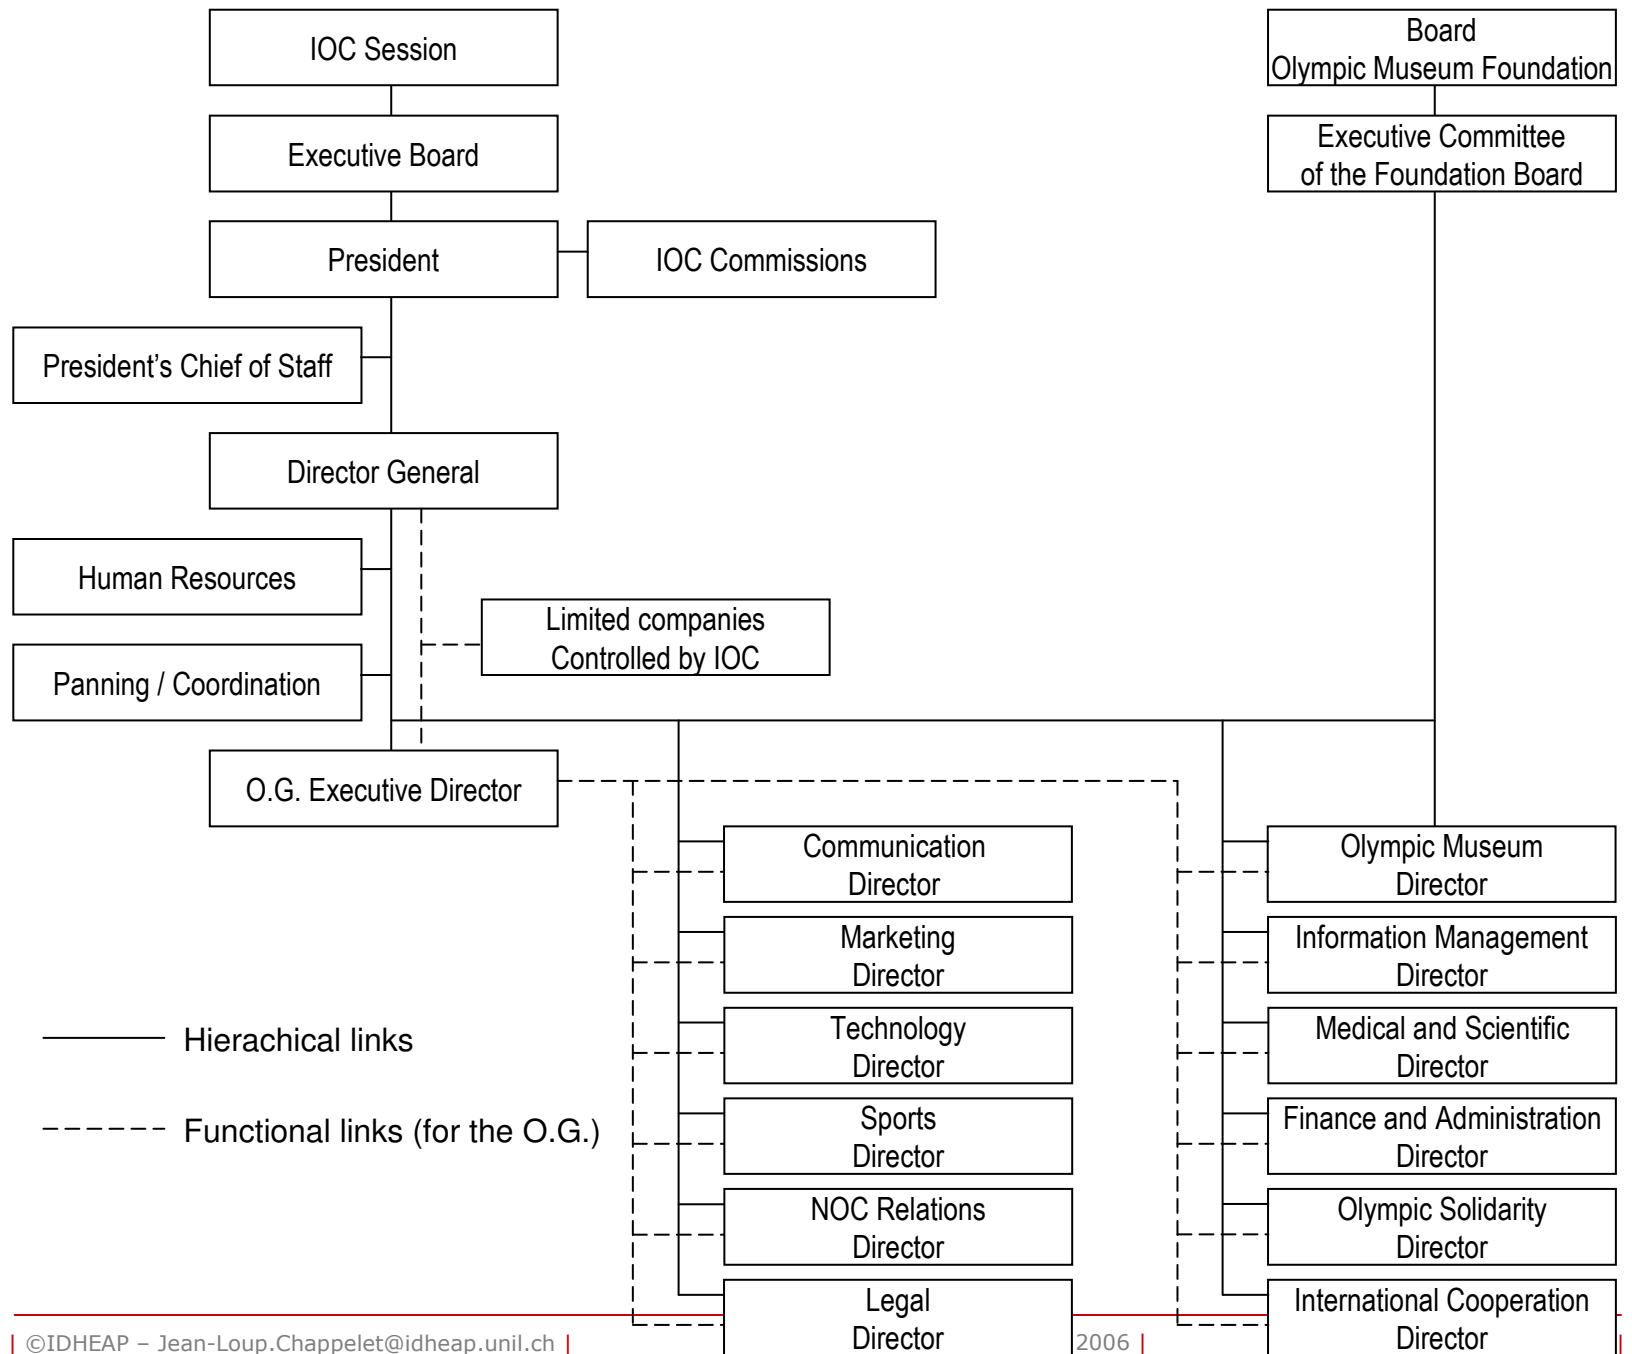 IOC Session
Board
Olympic Museum Foundation
Executive Board
Executive Committee
of the Foundation Board
President
IOC Commissions
President’s Chief of Staff
Director General
Human Resources
Limited companies
Controlled by IOC
Panning / Coordination
O.G. Executive Director
Communication
Director
Olympic Museum
Director
Marketing
Director
Information Management
Director
Technology
Director
Medical and Scientific
Director
Hierachical links
Sports
Director
Finance and Administration
Director
Functional links (for the O.G.)
NOC Relations
Director
Olympic Solidarity
Director
Legal
Director
International Cooperation
Director
| ©IDHEAP – Jean-Loup.Chappelet@idheap.unil.ch |
2006 |